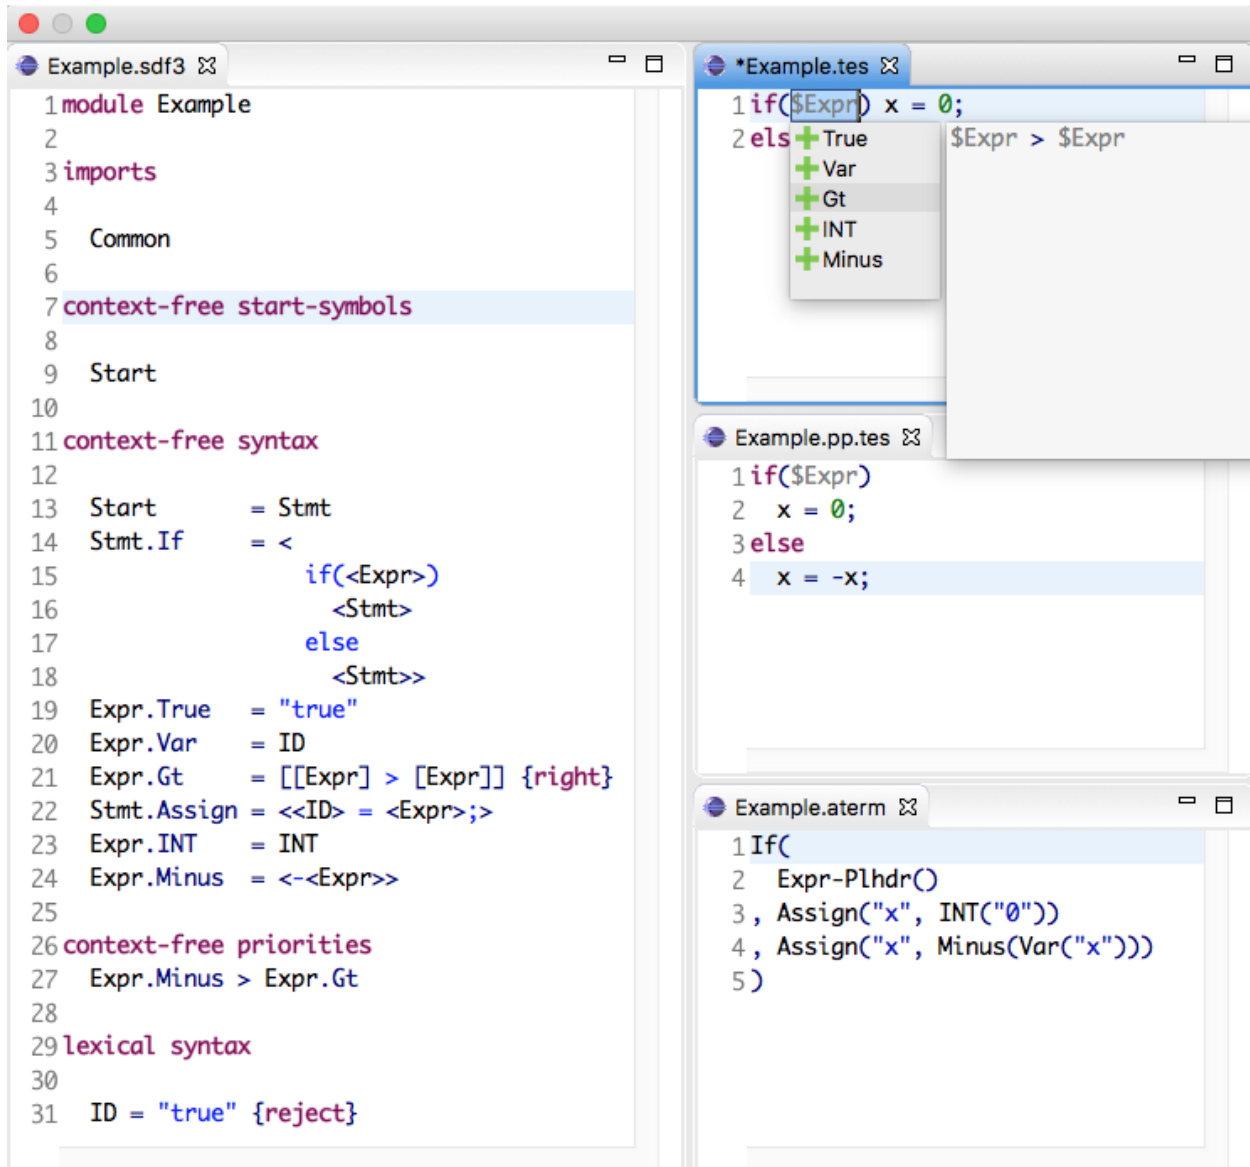 Example.sdf3
1 module Example
2
3 imports
4
5   Common
6
7 context-free start-symbols
8
9   Start
10
11 context-free syntax
12
13   Start       = Stmt
14   Stmt.If     = <
15                   if(<Expr>)
16                     <Stmt>
17                   else
18                     <Stmt>>
19   Expr.True   = "true"
20   Expr.Var    = ID
21   Expr.Gt     = [[Expr] > [Expr]] {right}
22   Stmt.Assign = <<ID> = <Expr>;>
23   Expr.INT    = INT
24   Expr.Minus  = <-<Expr>>
25
26 context-free priorities
27   Expr.Minus > Expr.Gt
28
29 lexical syntax
30
31   ID = "true" {reject}
*Example.tes
1 if($Expr) x = 0;
2 els
True
Var
Gt
INT
Minus
$Expr > $Expr
Example.pp.tes
1 if($Expr)
2   x = 0;
3 else
4   x = -x;
Example.aterm
1 If(
2   Expr-Plhdr()
3 , Assign("x", INT("0"))
4 , Assign("x", Minus(Var("x")))
5 )